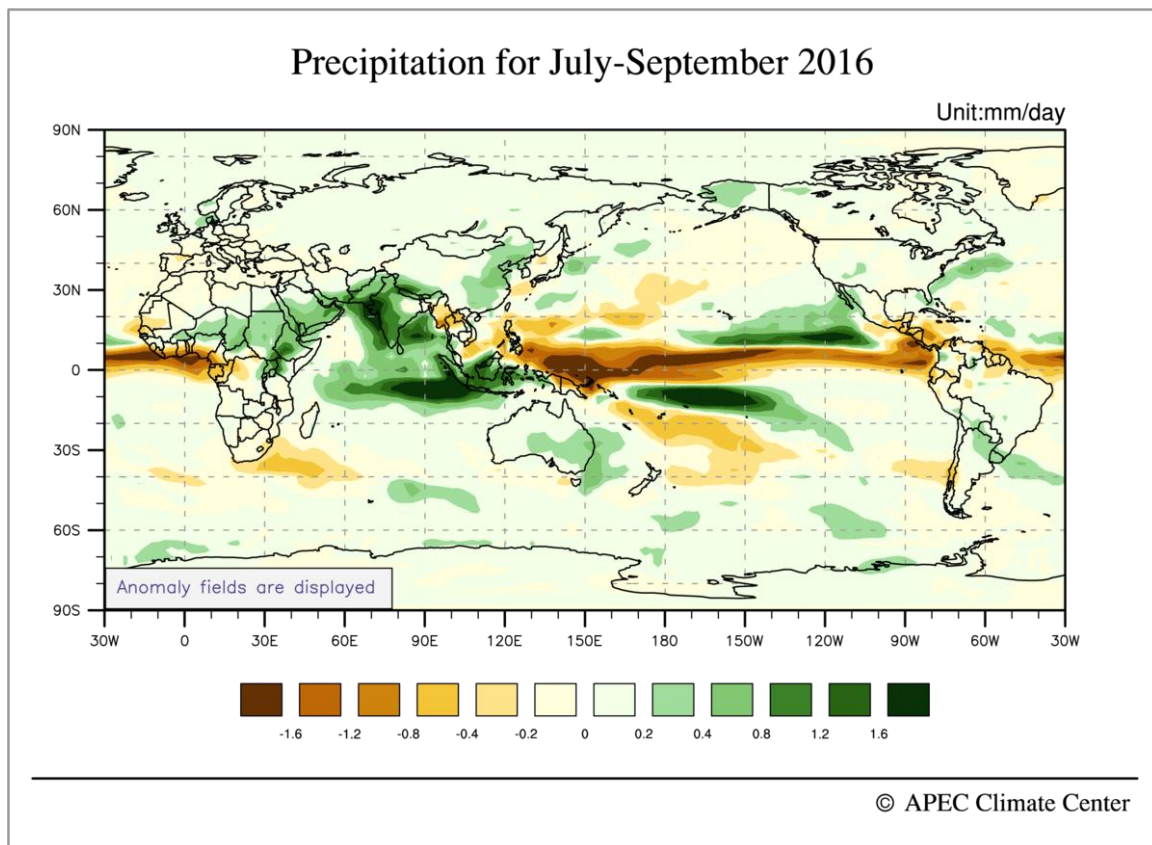 Precipitation for July-September 2016
Unit:mm/day
90N
60N
30N
0
30S
60S
90S
Anomaly fields are displayed
30W 0 30E 60E 90E 120E 150E 180 150W 120W 90W 60W 30W
-1.6 -1.2 -0.8 -0.4 -0.2 0 0.2 0.4 0.8 1.2 1.6
© APEC Climate Center